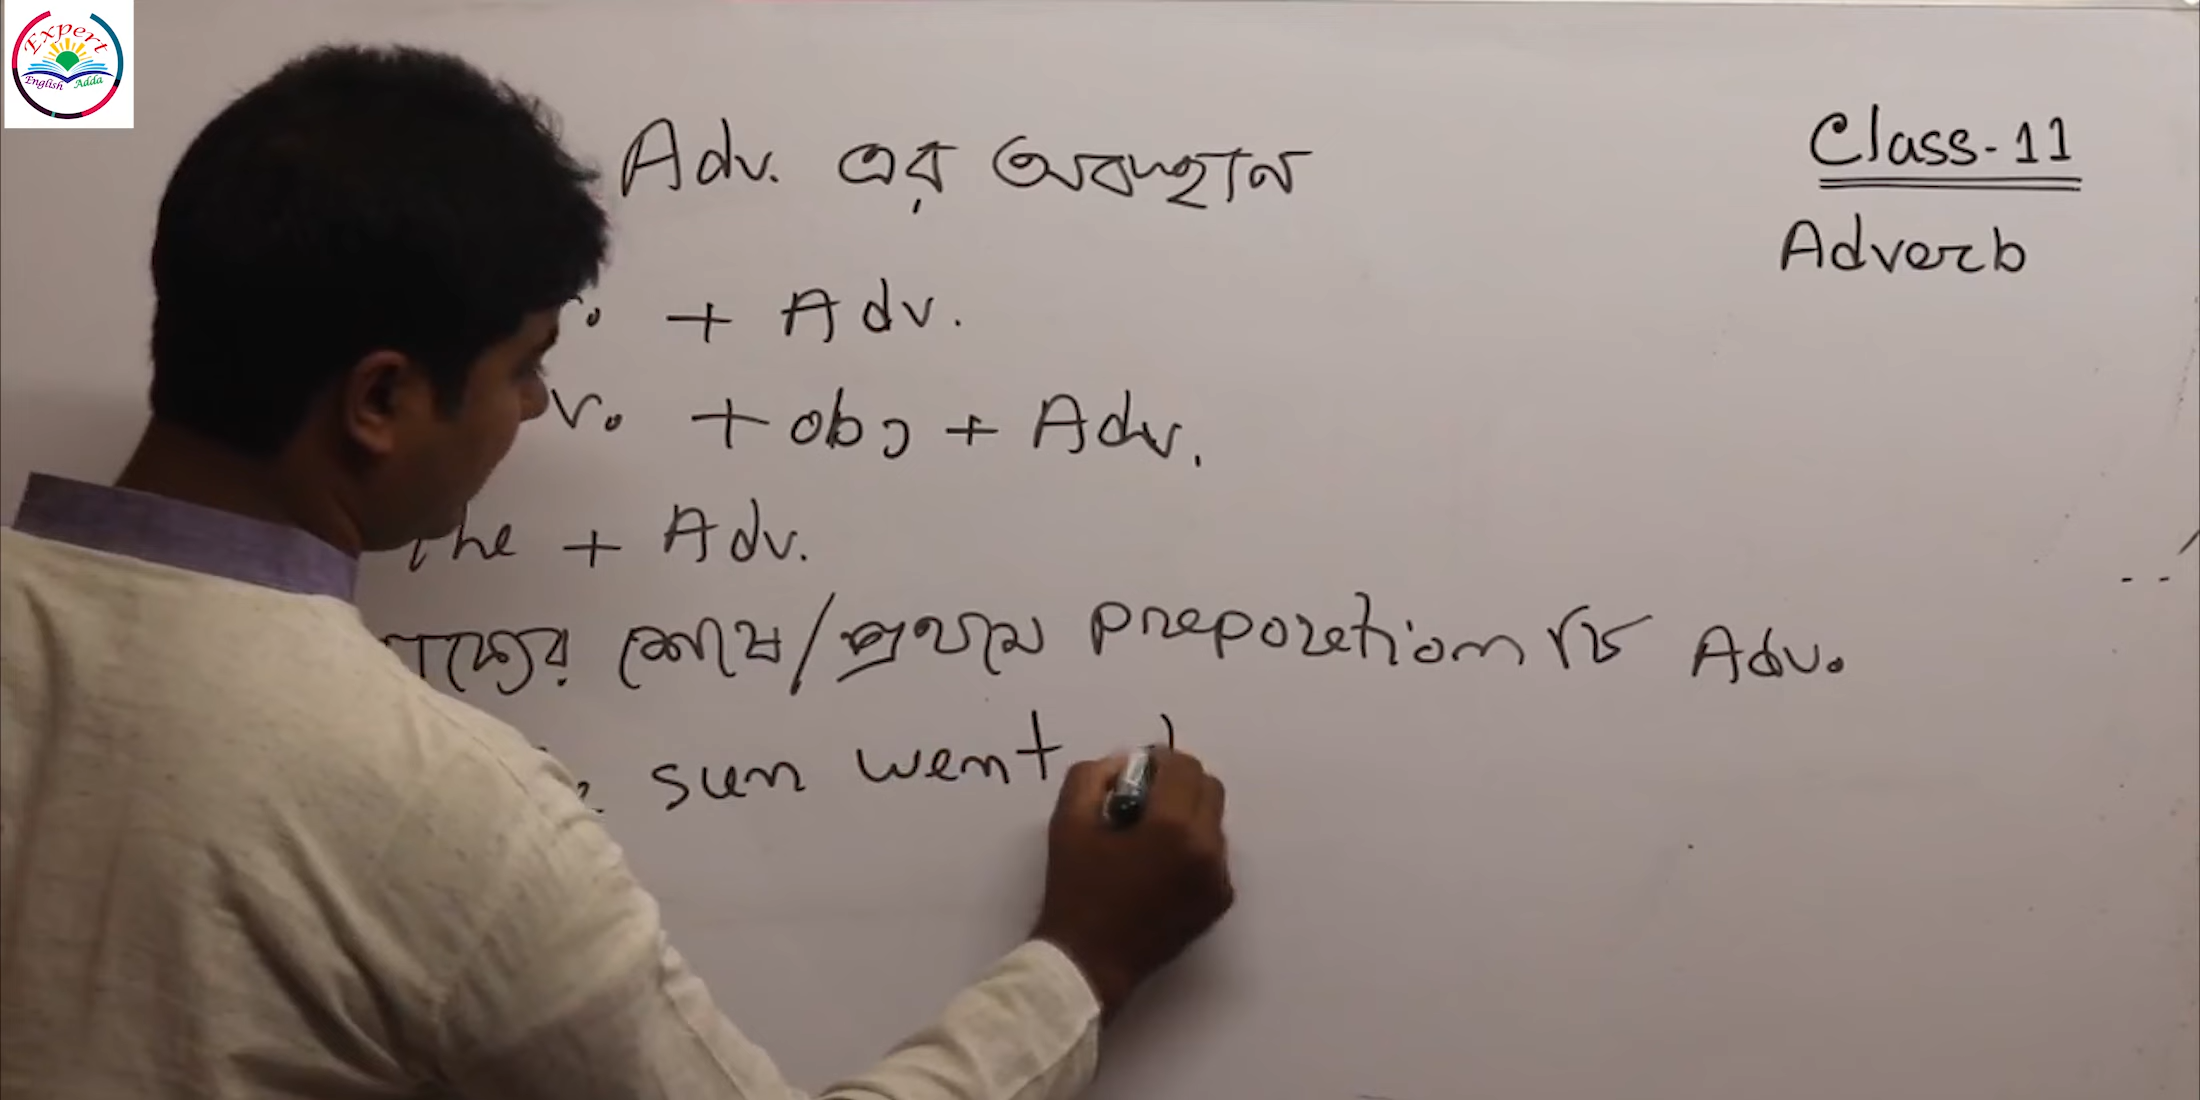 Expert
English Adda
Adv. এর অবস্থান
Class-11
Adverb
+ Adv.
v. + obj + Adv.
The + Adv.
শেষে/প্রথমে preposition টি Adv.
sun went